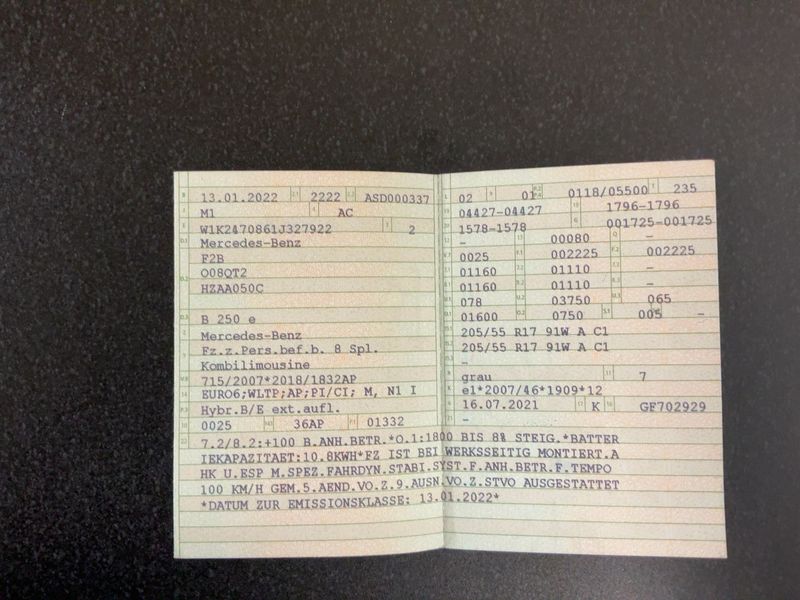 13.01.2022 2222 ASD000337
M1 AC
W1K2470861J327922 2
Mercedes-Benz
F2B
O08QT2
HZAA050C
B 250 e
Mercedes-Benz
Fz.z.Pers.bef.b. 8 Spl.
Kombilimousine
715/2007*2018/1832AP
EURO6;WLTP;AP;PI/CI; M, N1 I
Hybr.B/E ext.aufl.
0025 36AP 01332
02 01 0118/05500 235
04427-04427 1796-1796
1578-1578 001725-001725
- 00080 -
0025 002225 002225
01160 01110 -
01160 01110 -
078 03750 065
01600 0750 005 -
205/55 R17 91W A C1
205/55 R17 91W A C1
-
grau 7
e1*2007/46*1909*12
16.07.2021 K GF702929
-
7.2/8.2:+100 B.ANH.BETR.*O.1:1800 BIS 8% STEIG.*BATTER
IEKAPAZITAET:10.8KWH*FZ IST BEI WERKSSEITIG MONTIERT.A
HK U.ESP M.SPEZ.FAHRDYN.STABI.SYST.F.ANH.BETR.F.TEMPO
100 KM/H GEM.5.AEND.VO.Z.9.AUSN.VO.Z.STVO AUSGESTATTET
*DATUM ZUR EMISSIONSKLASSE: 13.01.2022*